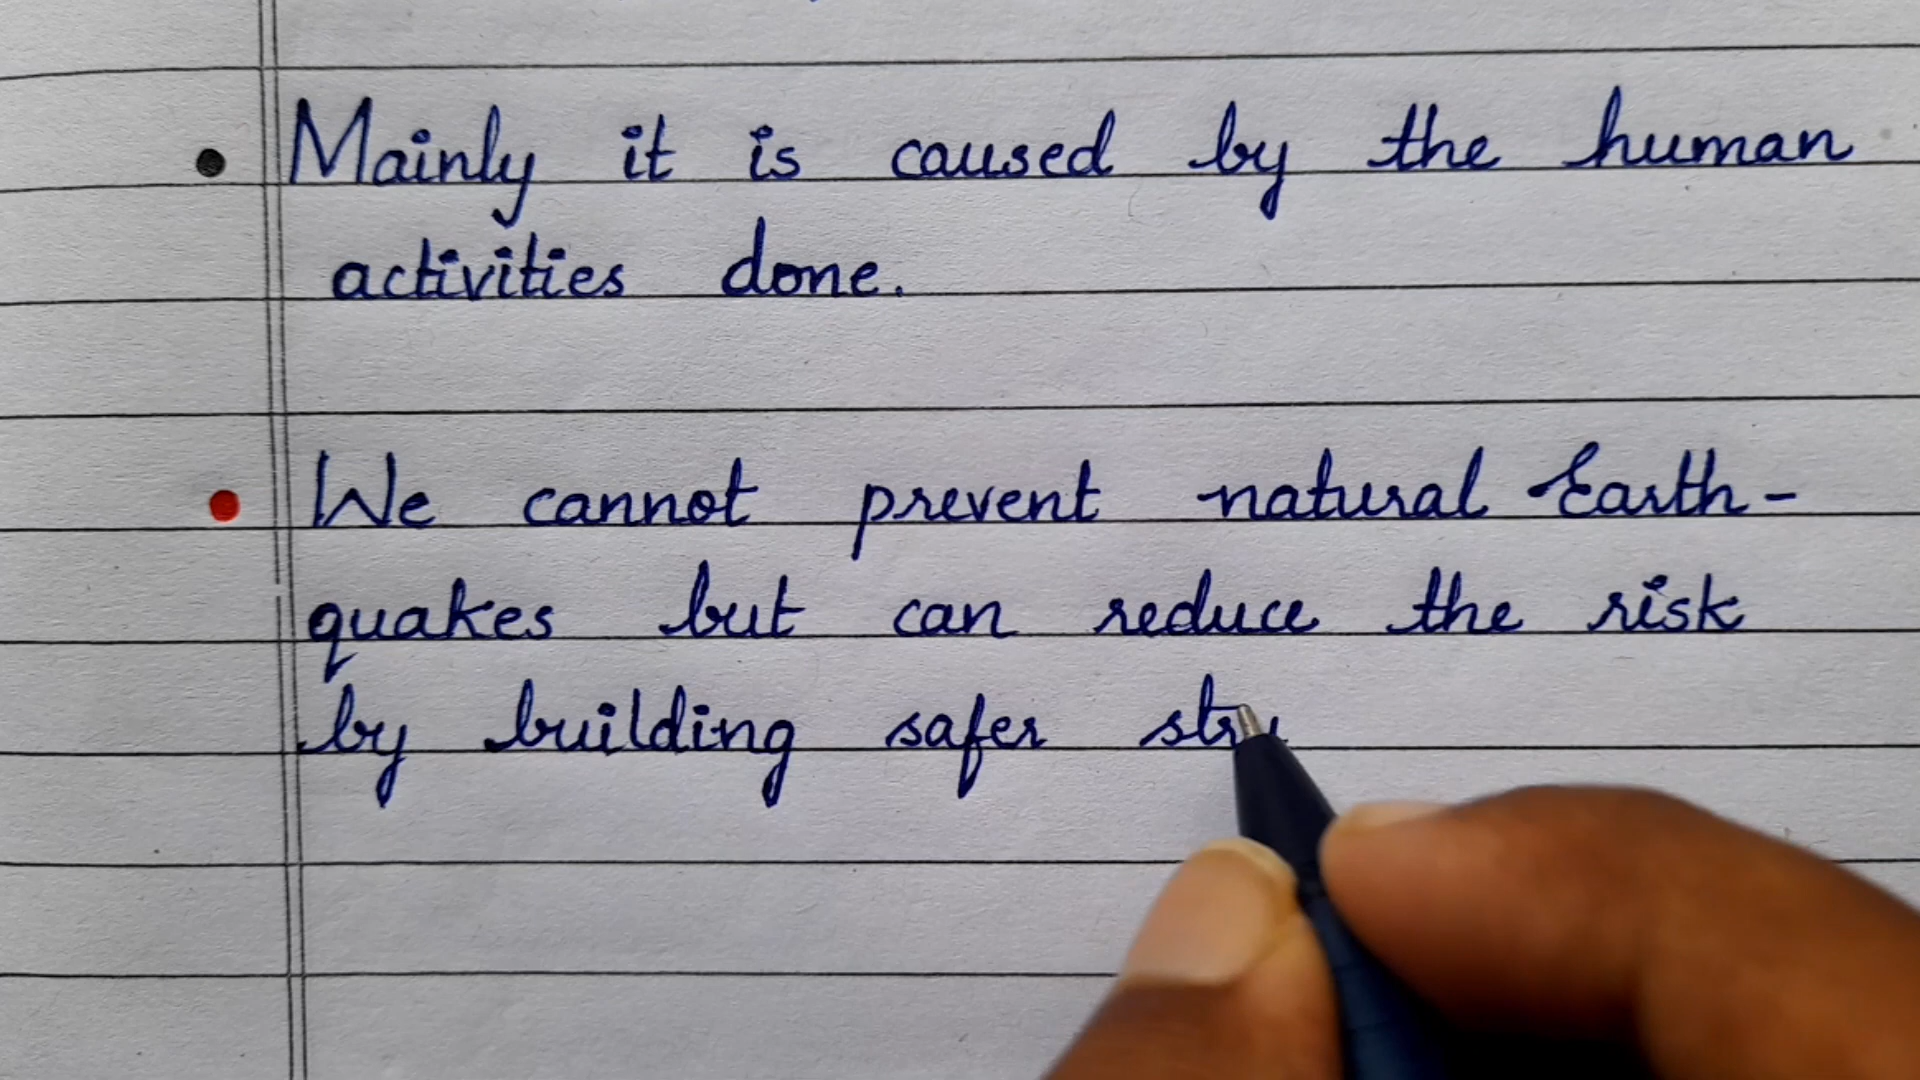 • Mainly it is caused by the human
activities done.
• We cannot prevent natural Earth-
quakes but can reduce the risk
by building safer stru